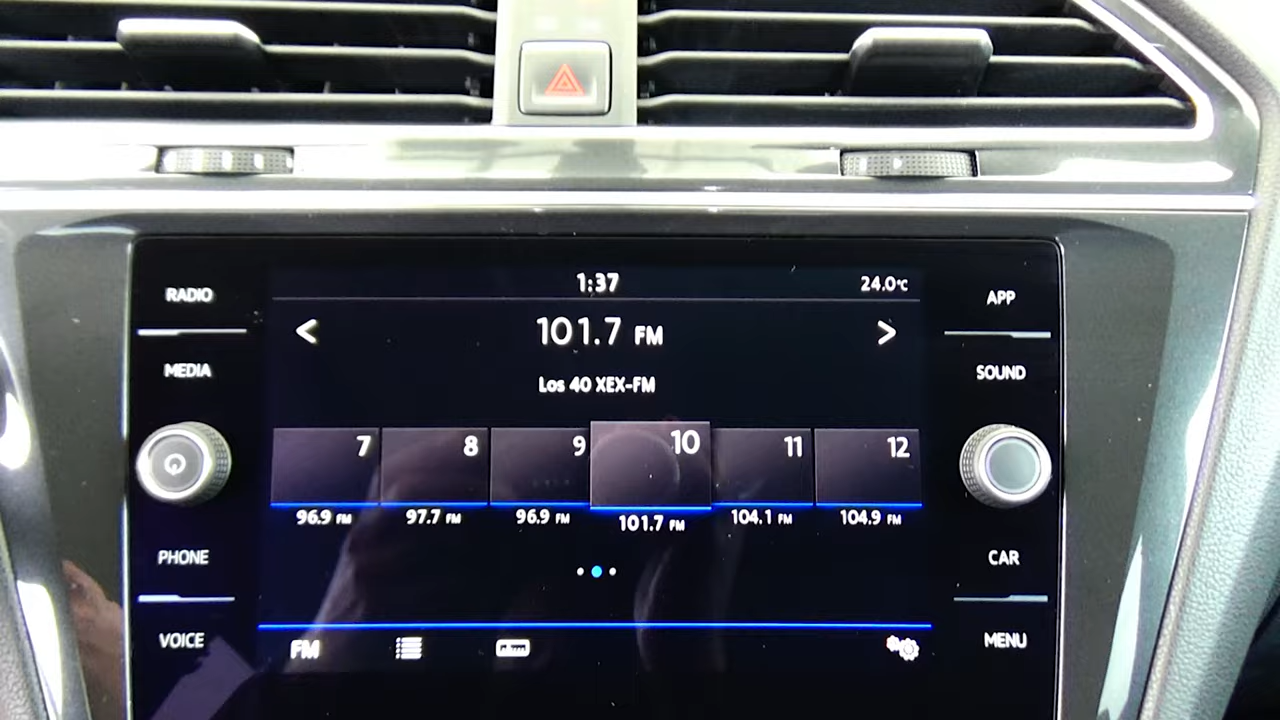 1:37 24.0°C
RADIO APP
101.7 FM
MEDIA SOUND
Los 40 XEX-FM
7 8 9 10 11 12
96.9 FM 97.7 FM 96.9 FM 101.7 FM 104.1 FM 104.9 FM
PHONE CAR
VOICE FM MENU